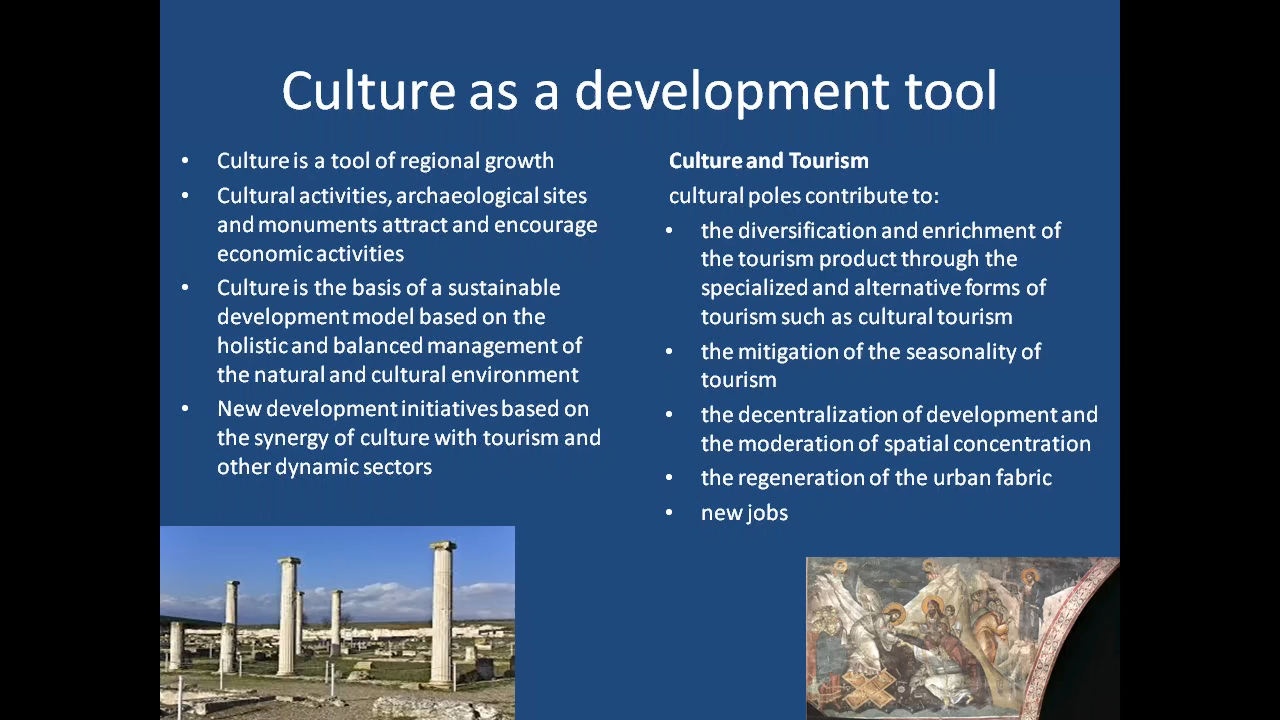 Culture as a development tool
• Culture is a tool of regional growth
• Cultural activities, archaeological sites
and monuments attract and encourage
economic activities
• Culture is the basis of a sustainable
development model based on the
holistic and balanced management of
the natural and cultural environment
• New development initiatives based on
the synergy of culture with tourism and
other dynamic sectors
Culture and Tourism
cultural poles contribute to:
• the diversification and enrichment of
the tourism product through the
specialized and alternative forms of
tourism such as cultural tourism
• the mitigation of the seasonality of
tourism
• the decentralization of development and
the moderation of spatial concentration
• the regeneration of the urban fabric
• new jobs